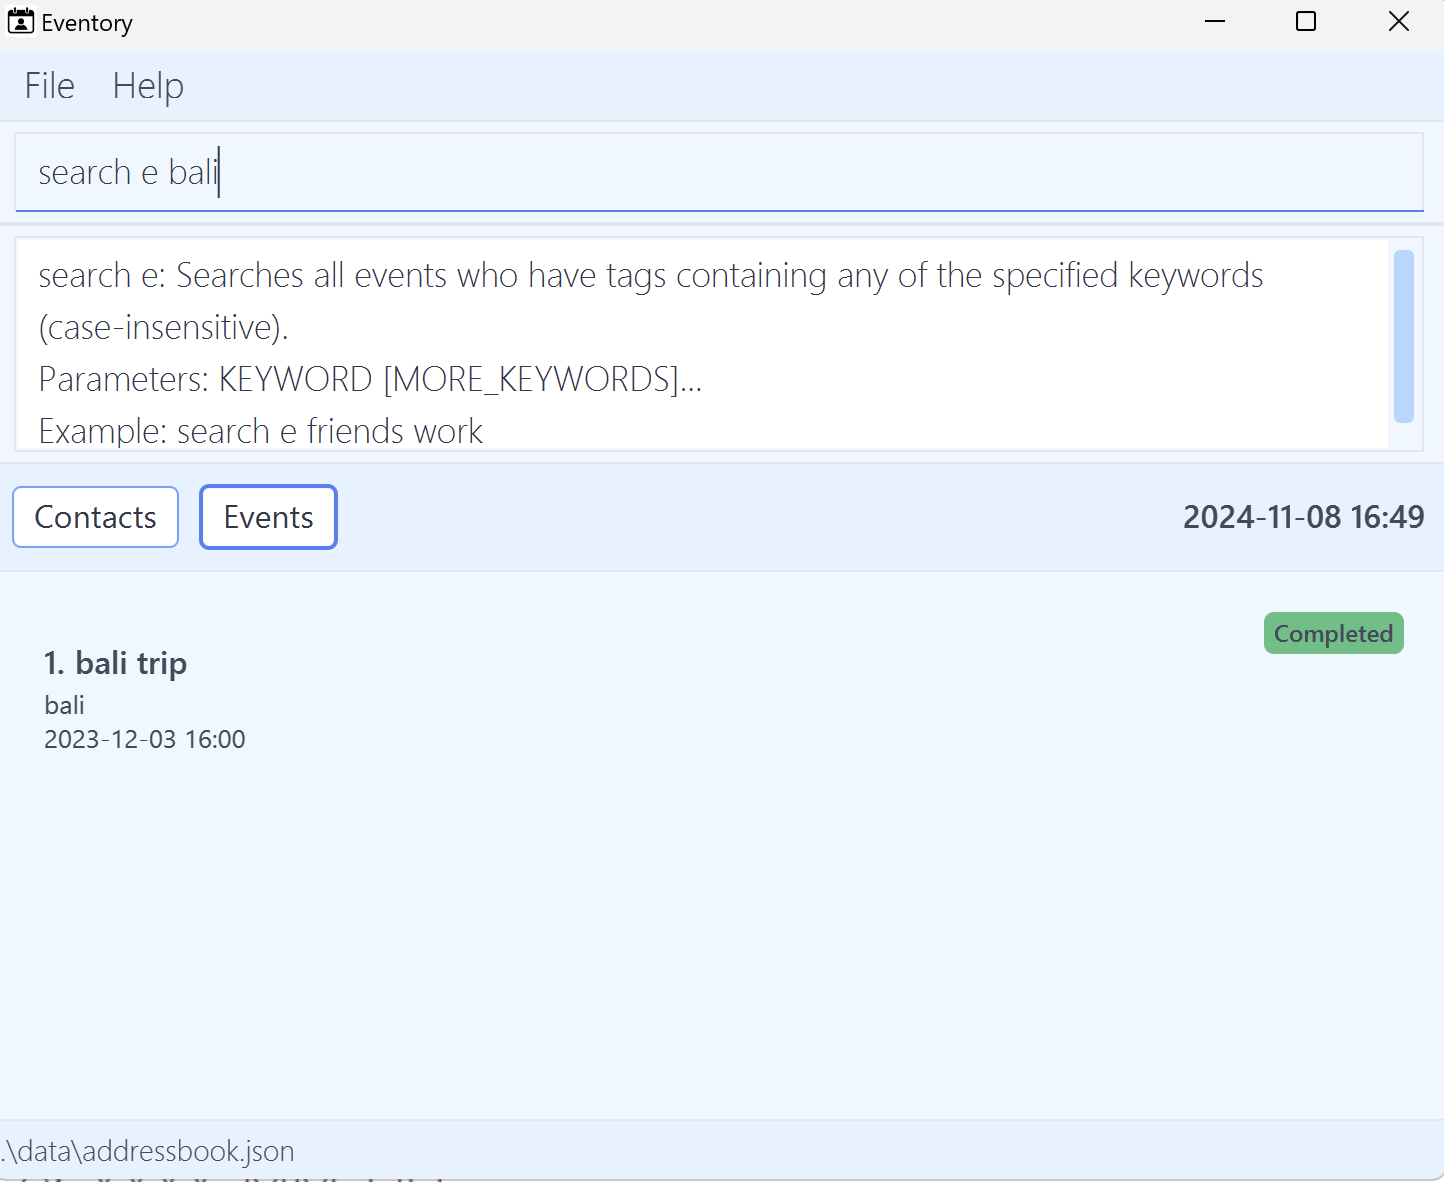 Eventory
File Help
search e bali
search e: Searches all events who have tags containing any of the specified keywords
(case-insensitive).
Parameters: KEYWORD [MORE_KEYWORDS]...
Example: search e friends work
Contacts Events 2024-11-08 16:49
Completed
1. bali trip
bali
2023-12-03 16:00
.\data\addressbook.json